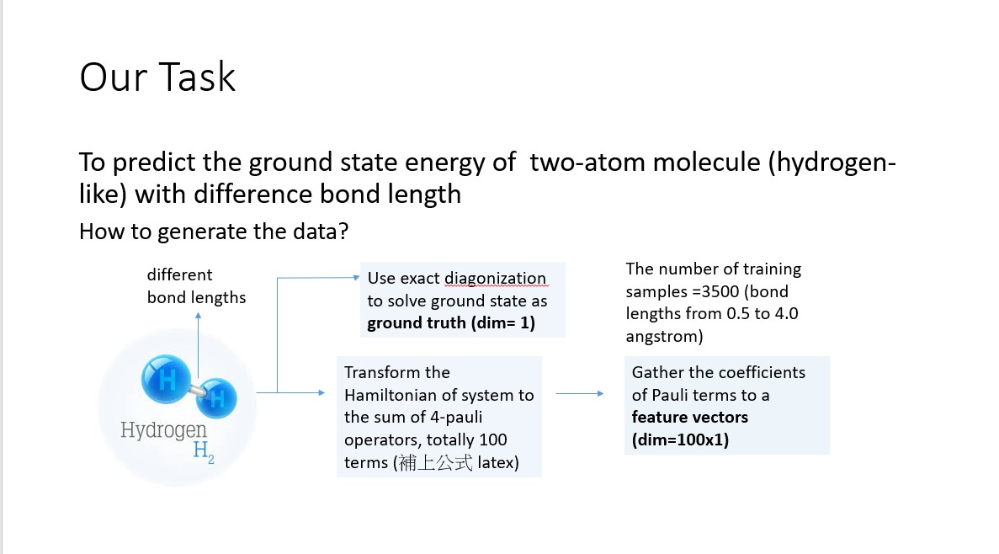 Our Task
To predict the ground state energy of  two-atom molecule (hydrogen-
like) with difference bond length
How to generate the data?
different
bond lengths
H
H
Hydrogen
H₂
Use exact diagonization
to solve ground state as
ground truth (dim= 1)
Transform the
Hamiltonian of system to
the sum of 4-pauli
operators, totally 100
terms (補上公式 latex)
The number of training
samples =3500 (bond
lengths from 0.5 to 4.0
angstrom)
Gather the coefficients
of Pauli terms to a
feature vectors
(dim=100x1)